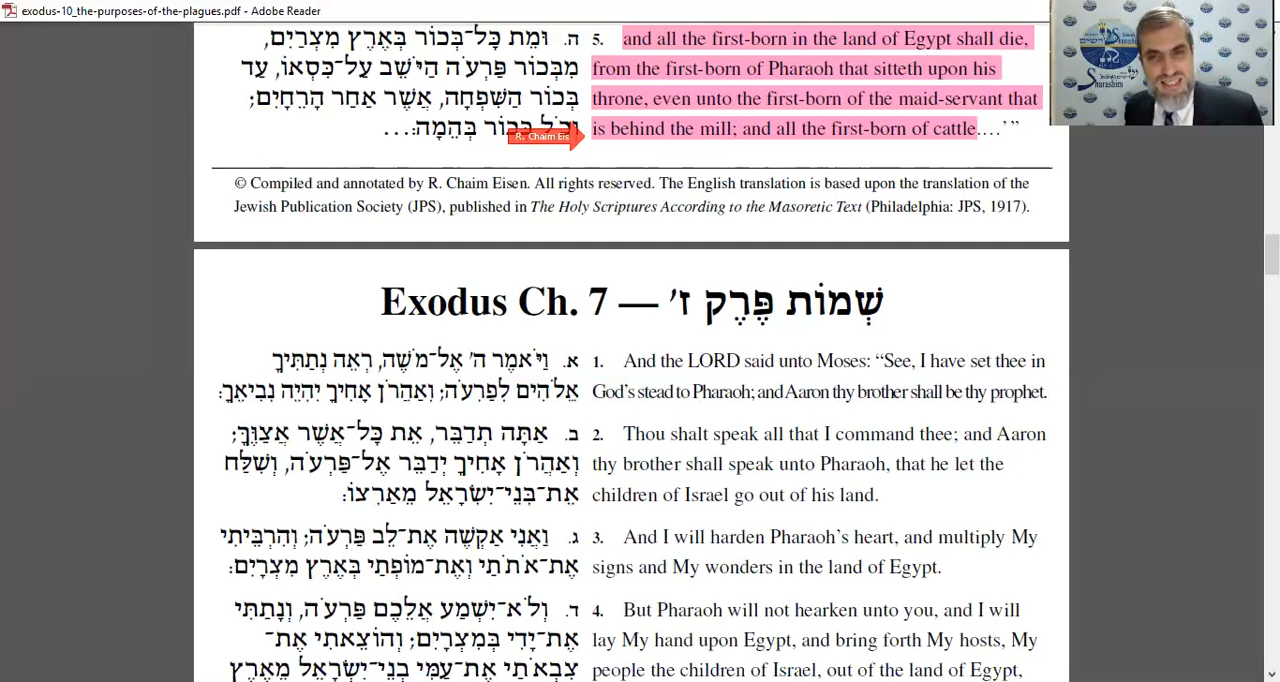 exodus-10_the-purposes-of-the-plagues.pdf - Adobe Reader
ה. וּמֵת כָּל־בְּכוֹר בְּאֶרֶץ מִצְרַיִם,
מִבְּכוֹר פַּרְעֹה הַיֹּשֵׁב עַל־כִּסְאוֹ, עַד
בְּכוֹר הַשִּׁפְחָה, אֲשֶׁר אַחַר הָרֵחָיִם;
וְכֹל בְּכוֹר בְּהֵמָה:...
5. and all the first-born in the land of Egypt shall die,
from the first-born of Pharaoh that sitteth upon his
throne, even unto the first-born of the maid-servant that
is behind the mill; and all the first-born of cattle....’”
R. Chaim Eis
Shorashim
© Compiled and annotated by R. Chaim Eisen. All rights reserved. The English translation is based upon the translation of the
Jewish Publication Society (JPS), published in The Holy Scriptures According to the Masoretic Text (Philadelphia: JPS, 1917).
Exodus Ch. 7 — שְׁמוֹת פֶּרֶק ז'
א. וַיֹּאמֶר ה' אֶל־מֹשֶׁה, רְאֵה נְתַתִּיךָ
אֱלֹהִים לְפַרְעֹה; וְאַהֲרֹן אָחִיךָ יִהְיֶה נְבִיאֶךָ:
1. And the LORD said unto Moses: “See, I have set thee in
God’s stead to Pharaoh; and Aaron thy brother shall be thy prophet.
ב. אַתָּה תְדַבֵּר, אֵת כָּל־אֲשֶׁר אֲצַוֶּךָּ;
וְאַהֲרֹן אָחִיךָ יְדַבֵּר אֶל־פַּרְעֹה, וְשִׁלַּח
אֶת־בְּנֵי־יִשְׂרָאֵל מֵאַרְצוֹ:
2. Thou shalt speak all that I command thee; and Aaron
thy brother shall speak unto Pharaoh, that he let the
children of Israel go out of his land.
ג. וַאֲנִי אַקְשֶׁה אֶת־לֵב פַּרְעֹה; וְהִרְבֵּיתִי
אֶת־אֹתֹתַי וְאֶת־מוֹפְתַי בְּאֶרֶץ מִצְרָיִם:
3. And I will harden Pharaoh’s heart, and multiply My
signs and My wonders in the land of Egypt.
ד. וְלֹא־יִשְׁמַע אֲלֵכֶם פַּרְעֹה, וְנָתַתִּי
אֶת־יָדִי בְּמִצְרָיִם; וְהוֹצֵאתִי אֶת־
צִבְאֹתַי אֶת־עַמִּי בְנֵי־יִשְׂרָאֵל מֵאֶרֶץ
4. But Pharaoh will not hearken unto you, and I will
lay My hand upon Egypt, and bring forth My hosts, My
people the children of Israel, out of the land of Egypt,